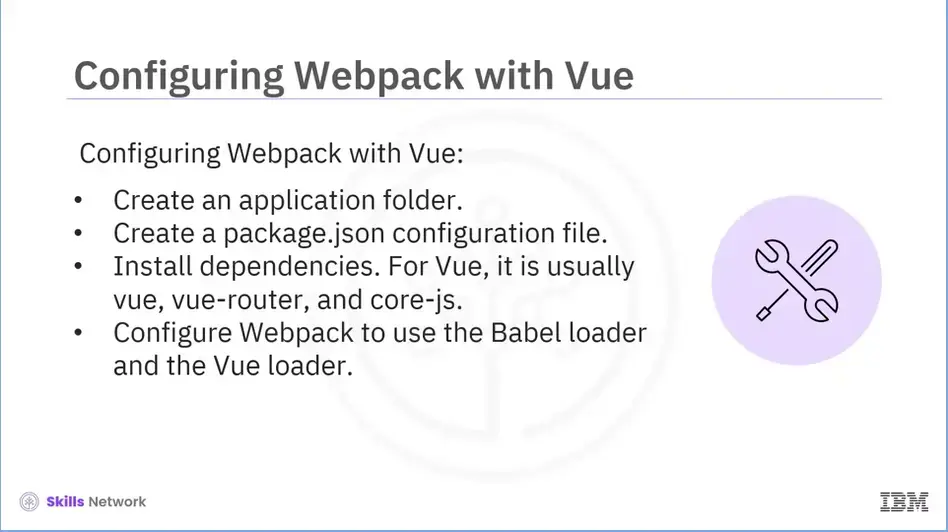 Configuring Webpack with Vue
Configuring Webpack with Vue:
• Create an application folder.
• Create a package.json configuration file.
• Install dependencies. For Vue, it is usually
vue, vue-router, and core-js.
• Configure Webpack to use the Babel loader
and the Vue loader.
Skills Network
IBM